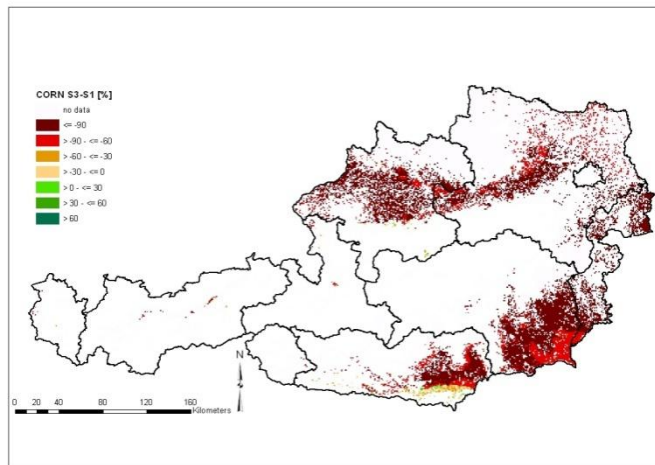 CORN S3-S1 [%]
no data
<= -90
> -90 - <= -60
> -60 - <= -30
> -30 - <= 0
> 0 - <= 30
> 30 - <= 60
> 60
N
0 20 40 80 120 160
Kilometers